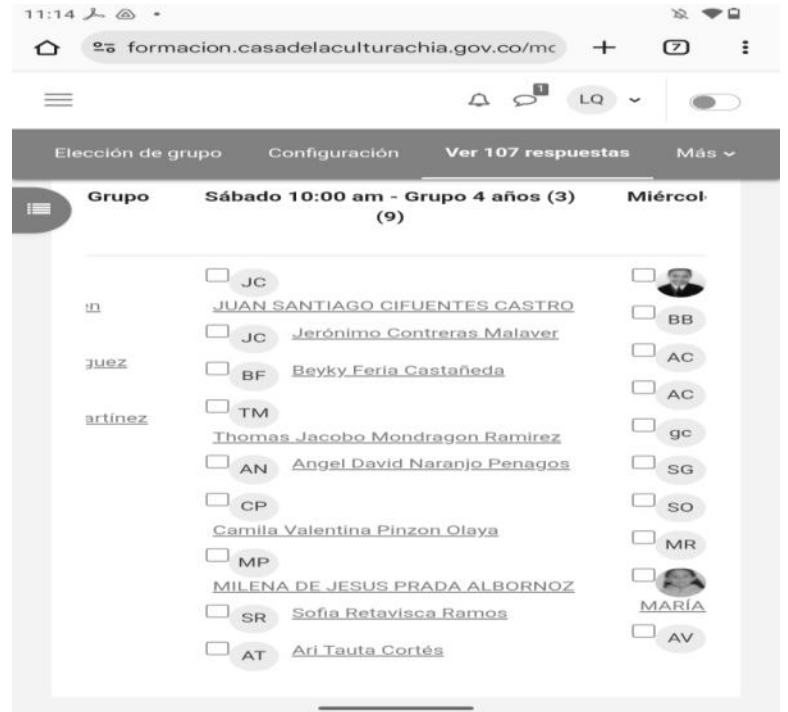 11:14
formacion.casadelaculturachia.gov.co/mc
7
1
LQ
Elección de grupo Configuración Ver 107 respuestas Más
Grupo Sábado 10:00 am - Grupo 4 años (3) Miércol
(9)
JC
JUAN SANTIAGO CIFUENTES CASTRO
en
JC Jerónimo Contreras Malaver
BB
guez
BF Beyky Feria Castañeda
AC
TM
AC
artínez
Thomas Jacobo Mondragon Ramirez
gc
AN Angel David Naranjo Penagos
SG
CP
SO
Camila Valentina Pinzon Olaya
MP
MR
MILENA DE JESUS PRADA ALBORNOZ
SR Sofia Retavisca Ramos
MARÍA
AT Ari Tauta Cortés
AV